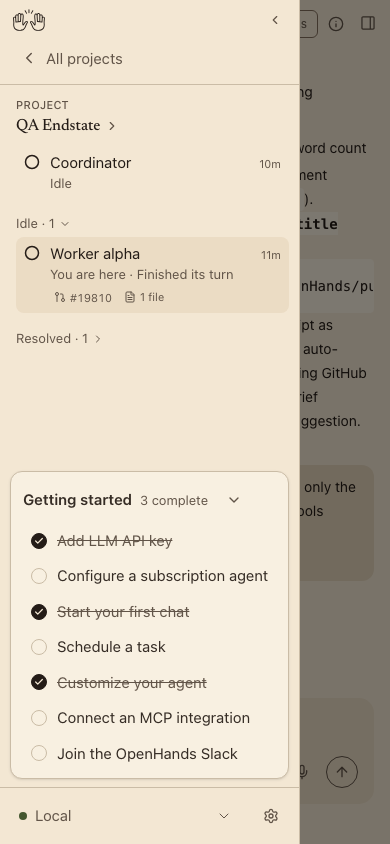 s
All projects
ng
PROJECT
QA Endstate
word count
Coordinator
10m
ment
Idle
).
Idle · 1
title
Worker alpha
11m
You are here · Finished its turn
nHands/pu
#19810
1 file
pt as
Resolved · 1
auto-
ng GitHub
rief
ggestion.
Getting started
3 complete
only the
ools
Add LLM API key
Configure a subscription agent
Start your first chat
Schedule a task
Customize your agent
Connect an MCP integration
Join the OpenHands Slack
Local